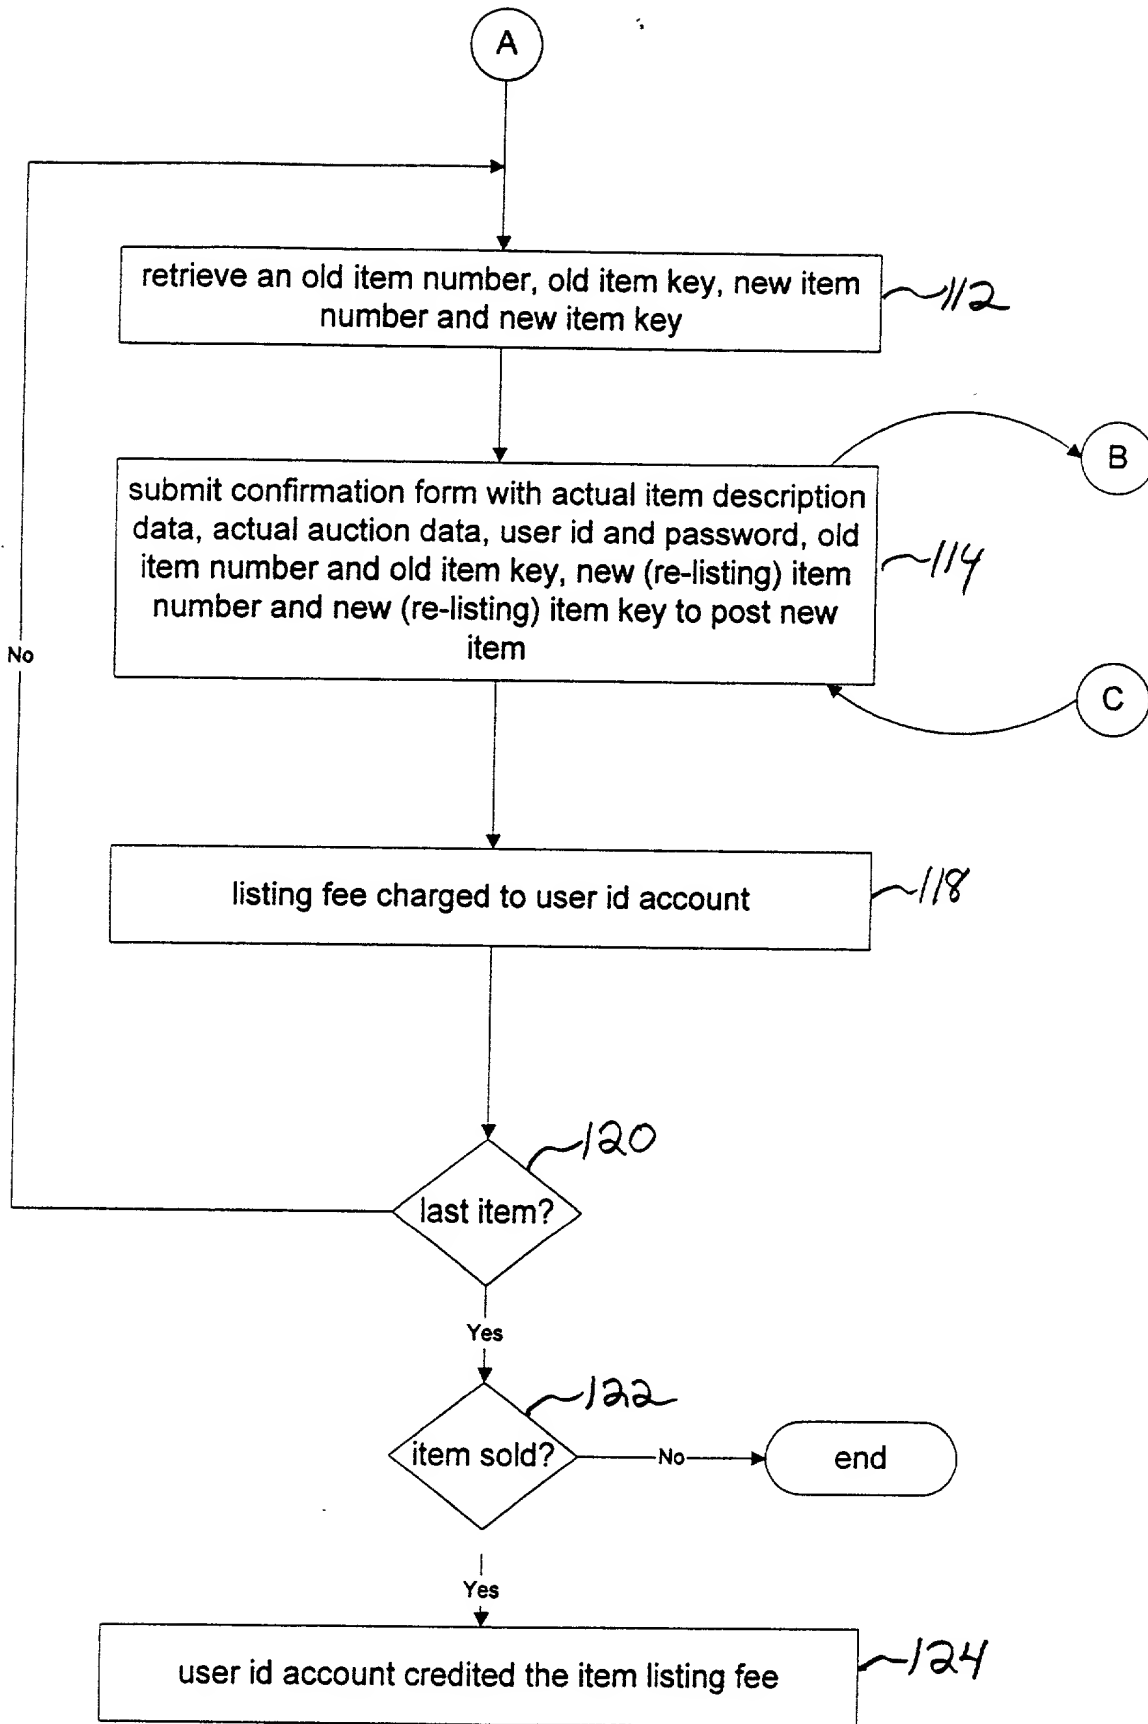 A
retrieve an old item number, old item key, new item
number and new item key
112
B
submit confirmation form with actual item description
data, actual auction data, user id and password, old
item number and old item key, new (re-listing) item
number and new (re-listing) item key to post new
item
114
No
C
listing fee charged to user id account
118
120
last item?
Yes
122
item sold?
No
end
Yes
user id account credited the item listing fee
124